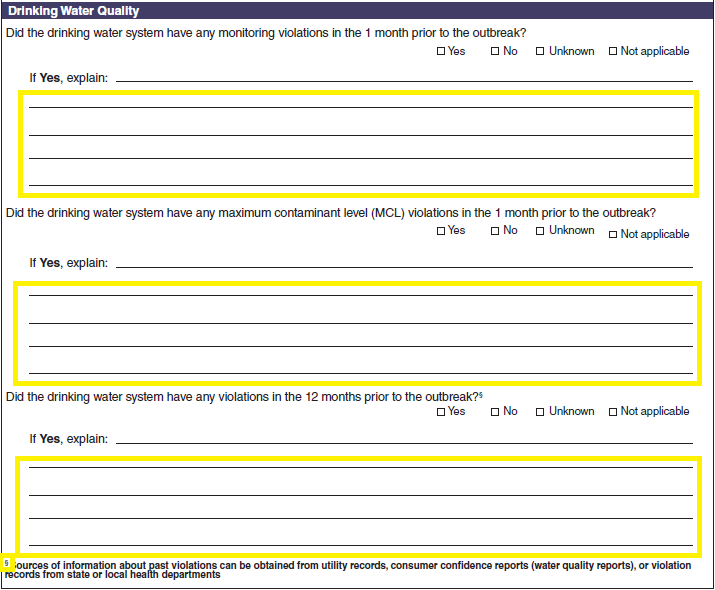 Drinking Water Quality
Did the drinking water system have any monitoring violations in the 1 month prior to the outbreak?
☐ Yes ☐ No ☐ Unknown ☐ Not applicable
If Yes, explain:
Did the drinking water system have any maximum contaminant level (MCL) violations in the 1 month prior to the outbreak?
☐ Yes ☐ No ☐ Unknown ☐ Not applicable
If Yes, explain:
Did the drinking water system have any violations in the 12 months prior to the outbreak?§
☐ Yes ☐ No ☐ Unknown ☐ Not applicable
If Yes, explain:
§ Sources of information about past violations can be obtained from utility records, consumer confidence reports (water quality reports), or violation
records from state or local health departments